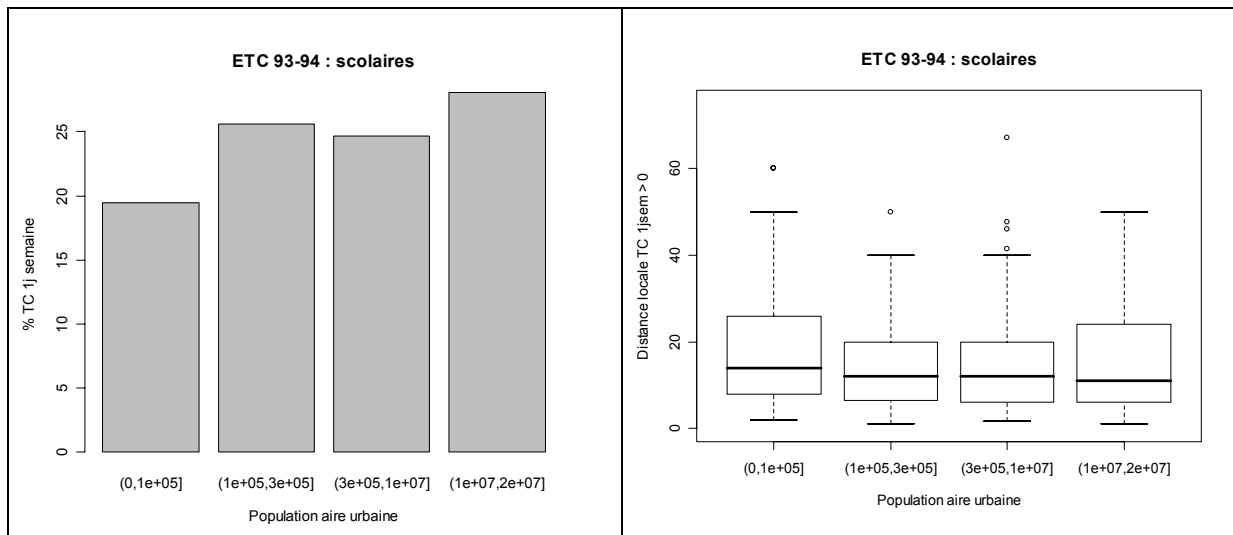 ETC 93-94 : scolaires
% TC 1j semaine
25
20
15
10
5
0
(0,1e+05] (1e+05,3e+05] (3e+05,1e+07] (1e+07,2e+07]
Population aire urbaine
ETC 93-94 : scolaires
Distance locale TC 1jsem > 0
60
40
20
0
(0,1e+05] (1e+05,3e+05] (3e+05,1e+07] (1e+07,2e+07]
Population aire urbaine